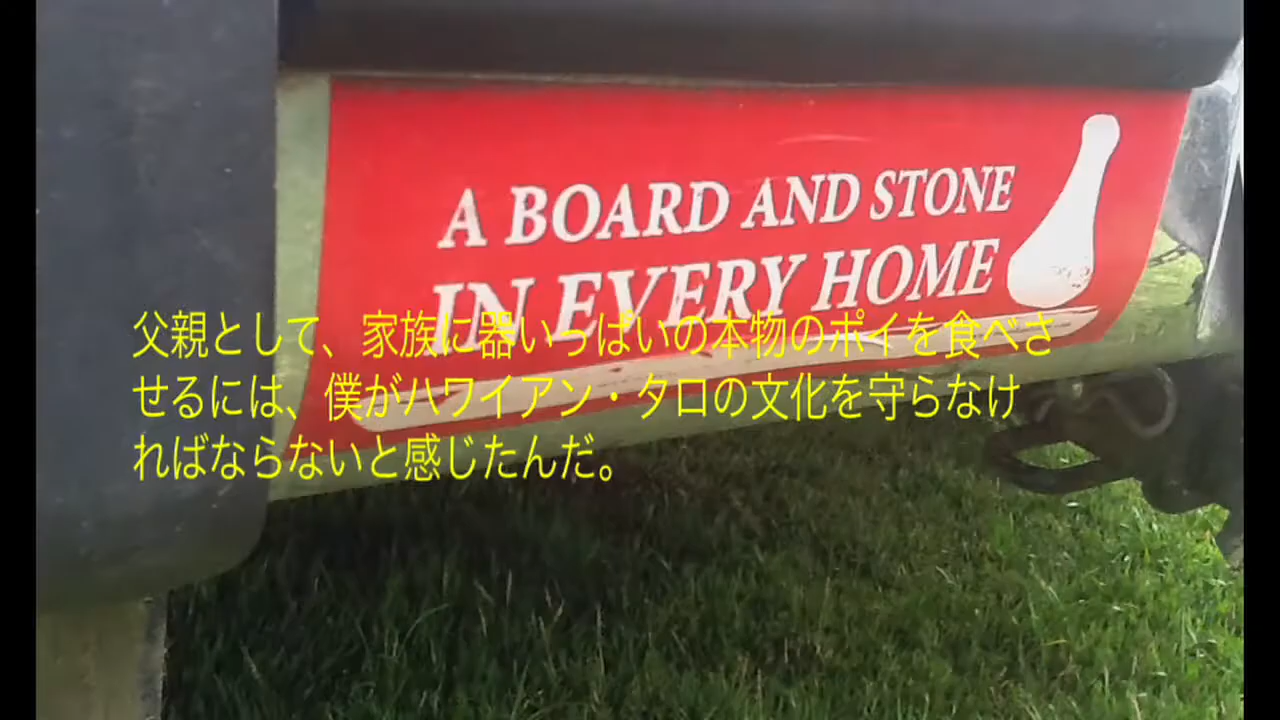 A BOARD AND STONE
IN EVERY HOME
父親として、家族に器いっぱいの本物のポイを食べさ
せるには、僕がハワイアン・タロの文化を守らなけ
ればならないと感じたんだ。